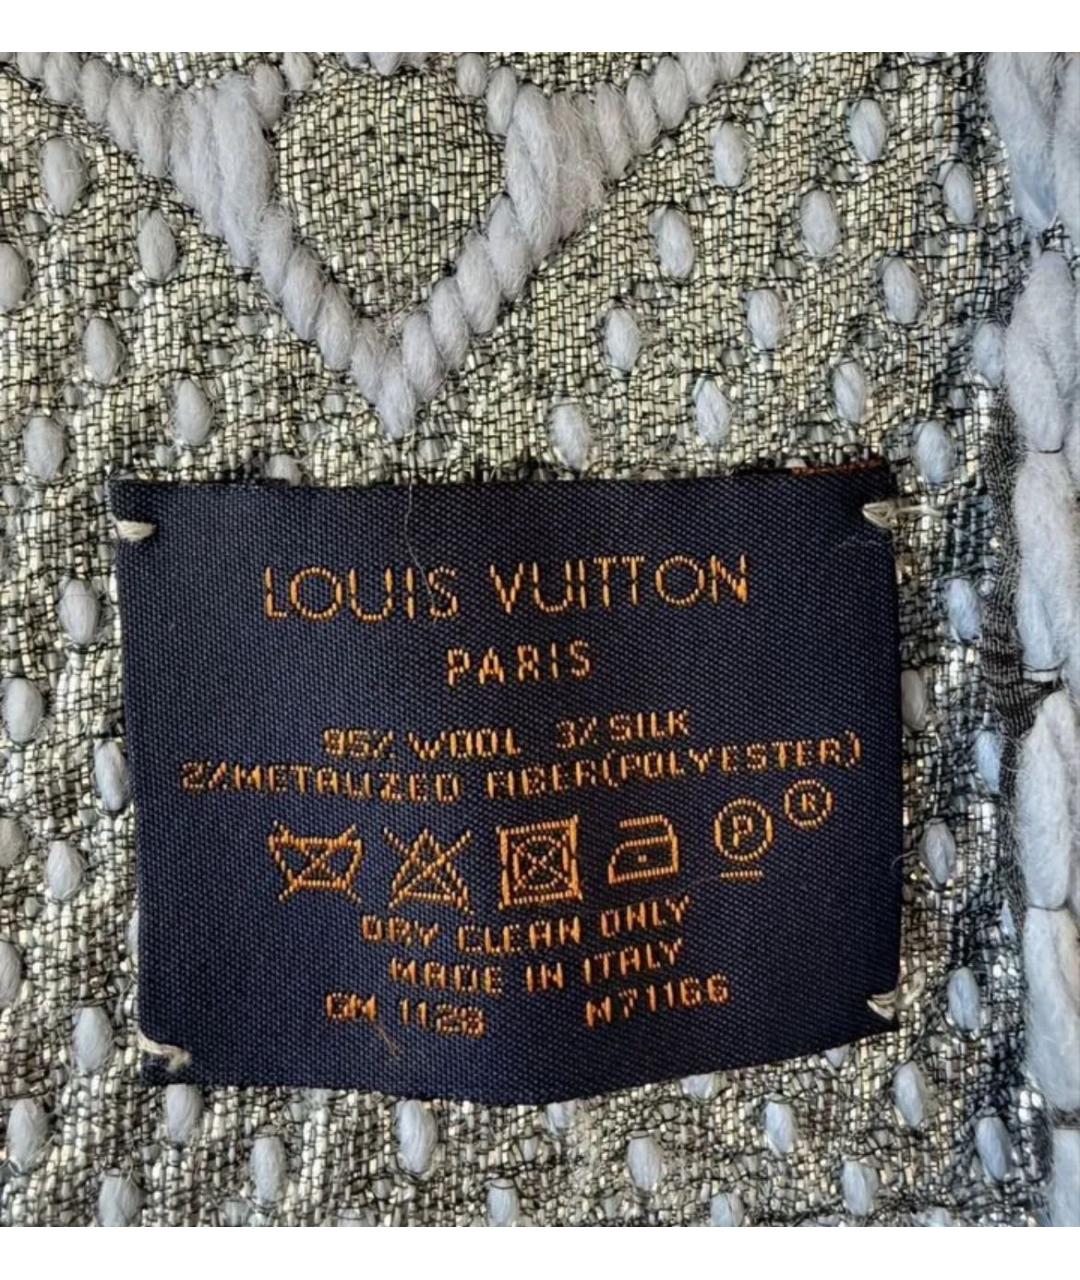 LOUIS VUITTON
PARIS
95% WOOL 3% SILK
2%METALIZED FIBER(POLYESTER)
P ®
DRY CLEAN ONLY
MADE IN ITALY
GM 1128 M71166